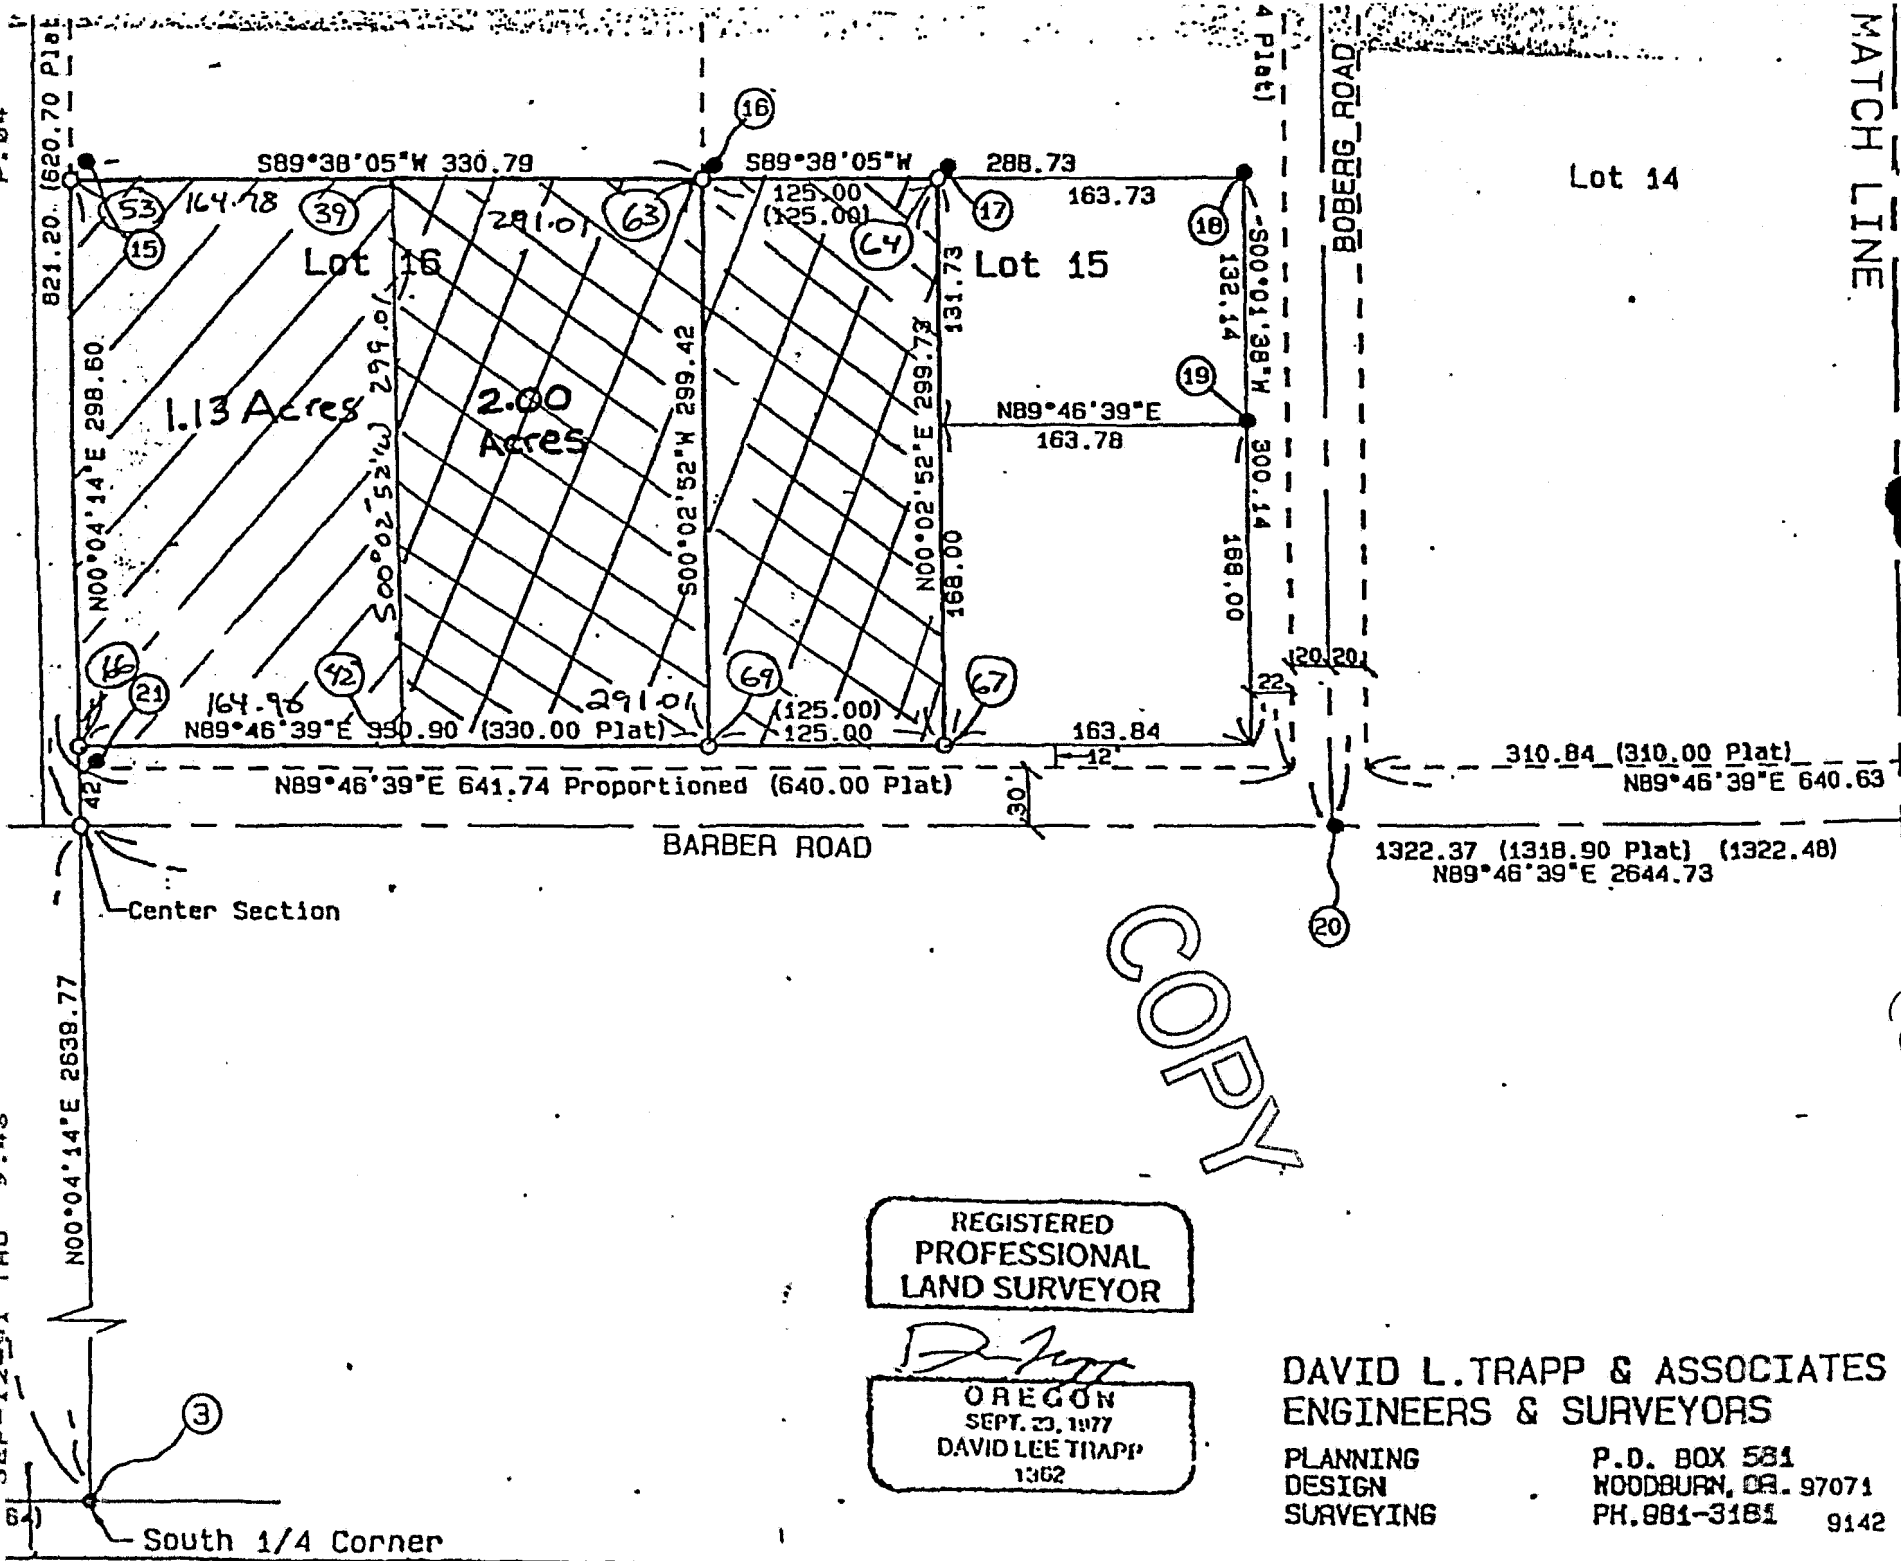 P.04
821.20 (620.70 Pla
4 Plat)
BOBERG ROAD
MATCH LINE
16
S89°38'05"W 330.79
S89°38'05"W
288.73
125.00
(125.00)
163.73
Lot 14
53
164.78
39
291.01
63
64
17
18
15
Lot 16
Lot 15
131.73
132.14
S00°01'38"W
300.14
N00°04'14"E 298.60
1.13 Acres
S00°02'52"W 299.01
2.00
Acres
S00°02'52"W 299.42
N00°02'52"E 299.73
19
N89°46'39"E
163.78
168.00
168.00
20 20
22
16
21
42
69
67
164.98
291.01
(125.00)
125.00
163.84
N89°46'39"E 330.90 (330.00 Plat)
12'
310.84 (310.00 Plat)
N89°46'39"E 641.74 Proportioned (640.00 Plat)
N89°46'39"E 640.63
42
30'
BARBER ROAD
1322.37 (1318.90 Plat) (1322.48)
N89°46'39"E 2644.73
Center Section
20
COPY
N00°04'14"E 2639.77
REGISTERED
PROFESSIONAL
LAND SURVEYOR
OREGON
SEPT. 23, 1977
DAVID LEE TRAPP
1362
3
South 1/4 Corner
DAVID L.TRAPP & ASSOCIATES
ENGINEERS & SURVEYORS
PLANNING
P.O. BOX 581
DESIGN
WOODBURN, OR. 97071
SURVEYING
PH.981-3181
9142